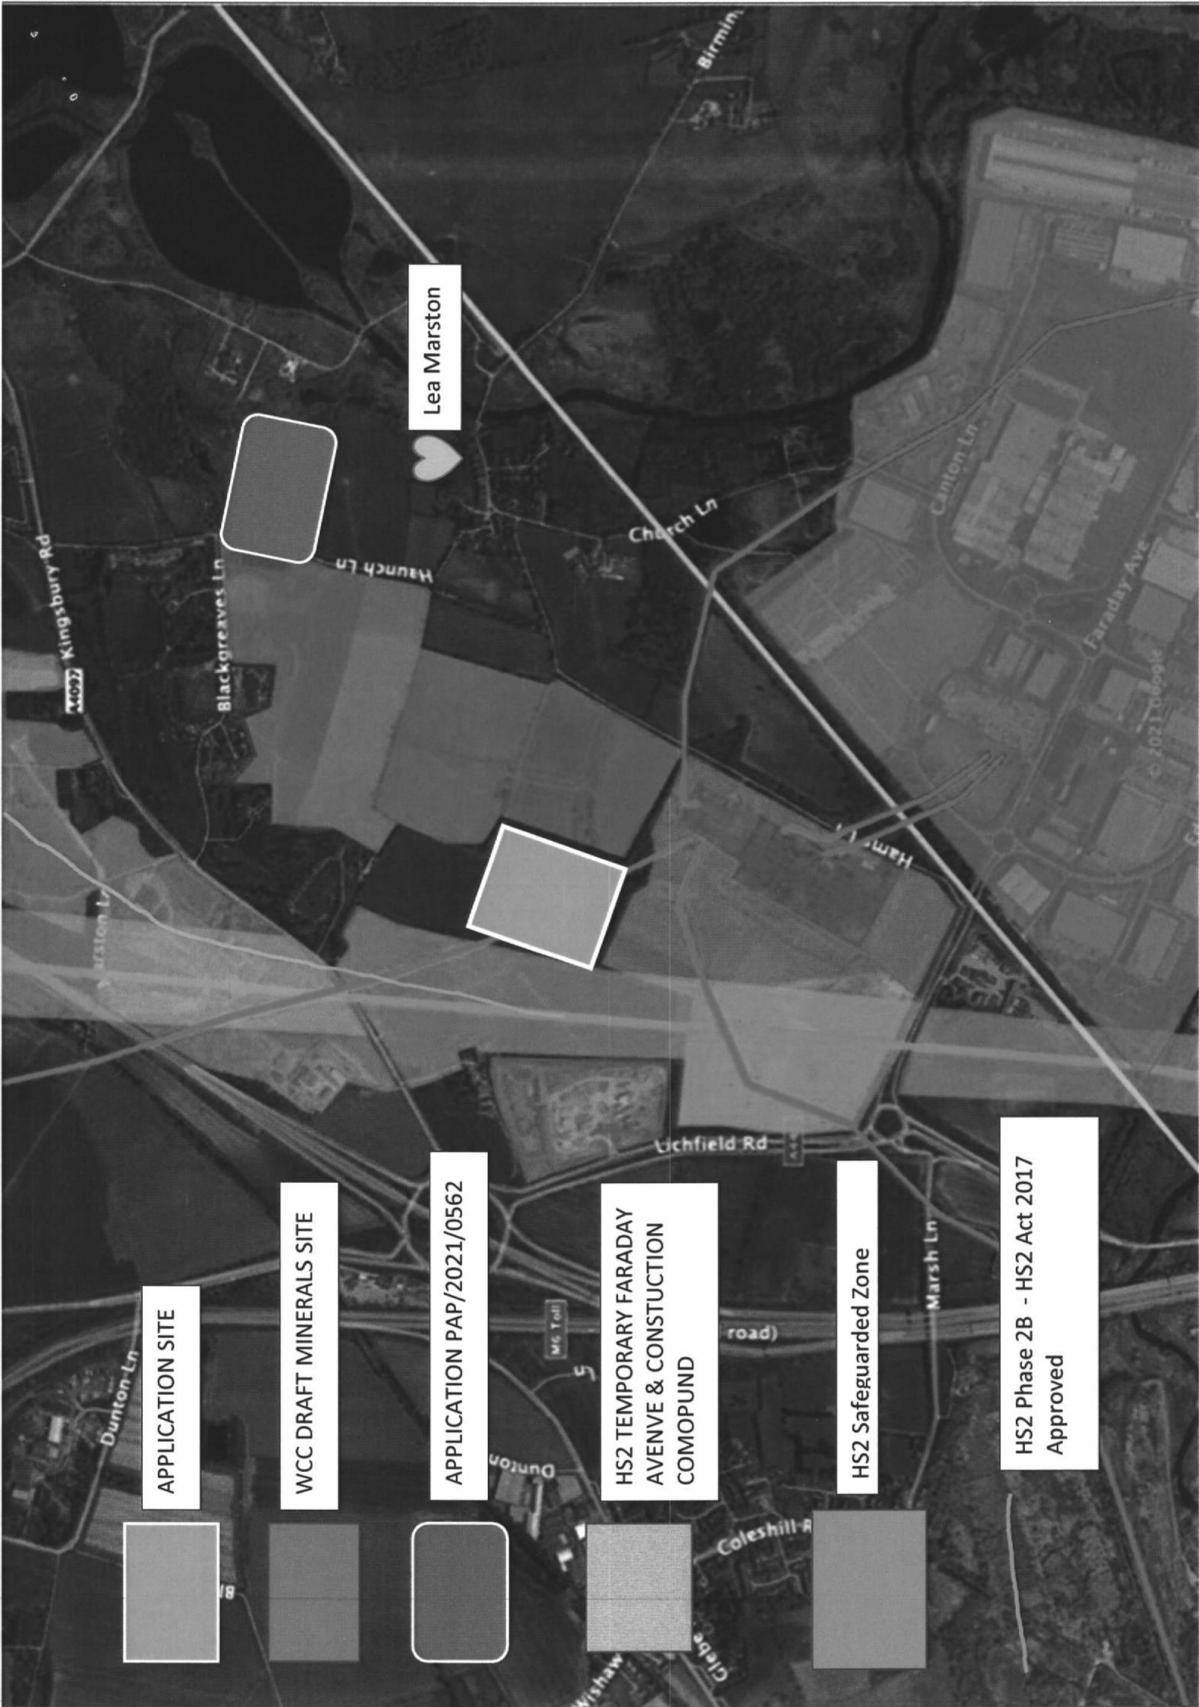 APPLICATION SITE
WCC DRAFT MINERALS SITE
APPLICATION PAP/2021/0562
HS2 TEMPORARY FARADAY
AVENVE & CONSTUCTION
COMOPUND
HS2 Safeguarded Zone
HS2 Phase 2B - HS2 Act 2017
Approved
Lea Marston
Kingsbury Rd
A4097
Blackgreaves Ln
Haunch Ln
Church Ln
Birmin
Canton Ln
Faraday Ave
© 2021 Google
Lichfield Rd
Marsh Ln
M6 Toll
road)
Dunton Ln
Dunton
Coleshill R
Glebe
Wishaw
arston Ln